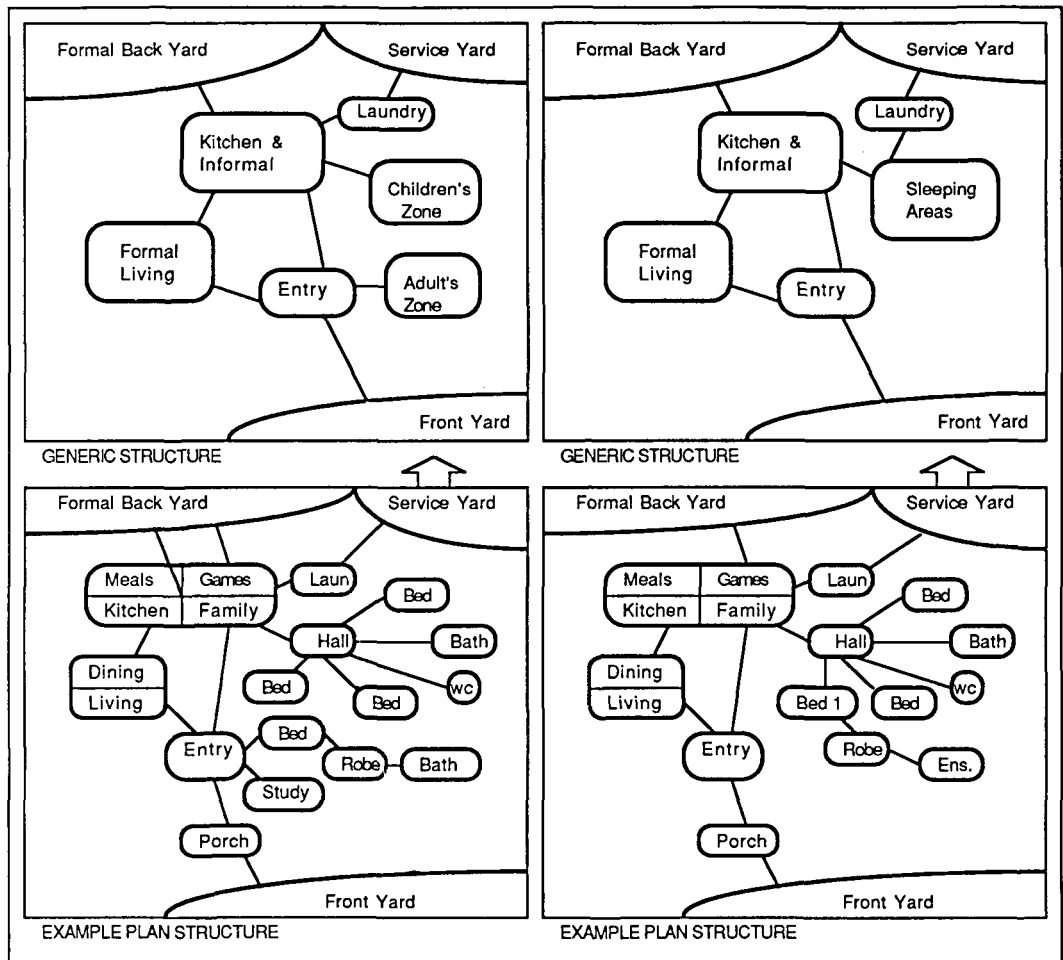 Formal Back Yard
Service Yard
Laundry
Kitchen &
Informal
Children's
Zone
Formal
Living
Entry
Adult's
Zone
Front Yard
GENERIC STRUCTURE
Formal Back Yard
Service Yard
Laundry
Kitchen &
Informal
Sleeping
Areas
Formal
Living
Entry
Front Yard
GENERIC STRUCTURE
Formal Back Yard
Service Yard
Meals
Games
Laun
Kitchen
Family
Bed
Hall
Bath
Dining
Living
Bed
Bed
wc
Entry
Bed
Robe
Bath
Study
Porch
Front Yard
EXAMPLE PLAN STRUCTURE
Formal Back Yard
Service Yard
Meals
Games
Laun
Kitchen
Family
Bed
Hall
Bath
Dining
Living
Bed 1
Bed
wc
Entry
Robe
Ens.
Porch
Front Yard
EXAMPLE PLAN STRUCTURE